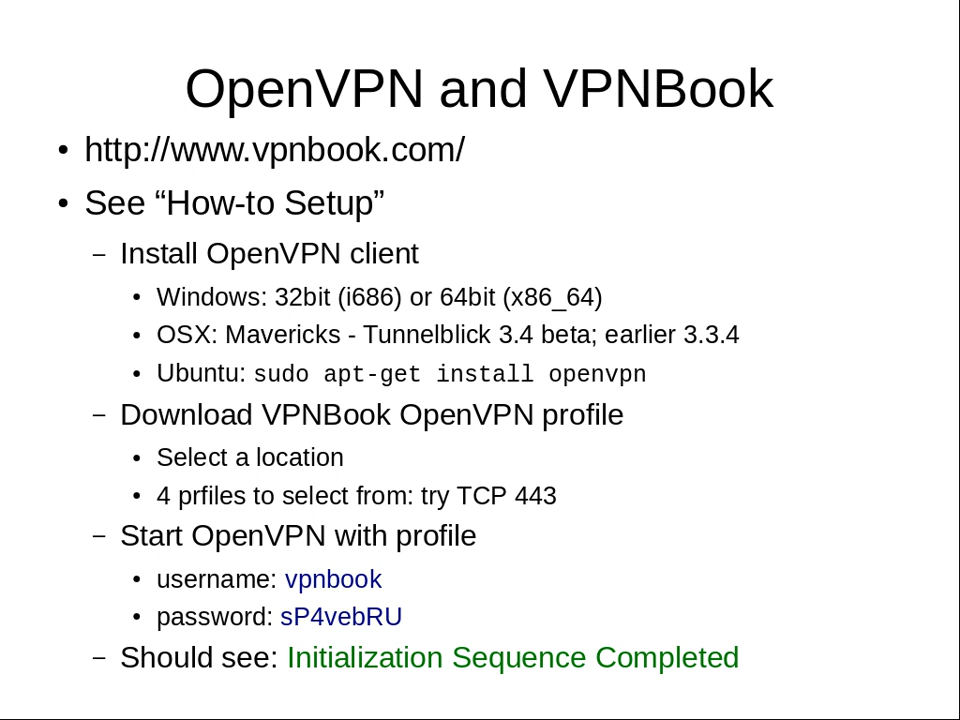 OpenVPN and VPNBook
• http://www.vpnbook.com/
• See “How-to Setup”
– Install OpenVPN client
• Windows: 32bit (i686) or 64bit (x86_64)
• OSX: Mavericks - Tunnelblick 3.4 beta; earlier 3.3.4
• Ubuntu: sudo apt-get install openvpn
– Download VPNBook OpenVPN profile
• Select a location
• 4 prfiles to select from: try TCP 443
– Start OpenVPN with profile
• username: vpnbook
• password: sP4vebRU
– Should see: Initialization Sequence Completed